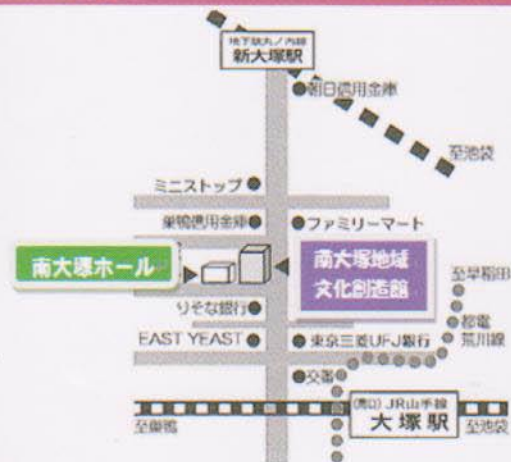 地下鉄丸ノ内線
新大塚駅
朝日信用金庫
至池袋
ミニストップ
巣鴨信用金庫
ファミリーマート
南大塚ホール
南大塚地域
文化創造館
至早稲田
りそな銀行
都電
荒川線
EAST YEAST
東京三菱UFJ銀行
交番
(南口) JR山手線
大塚駅
至巣鴨
至池袋